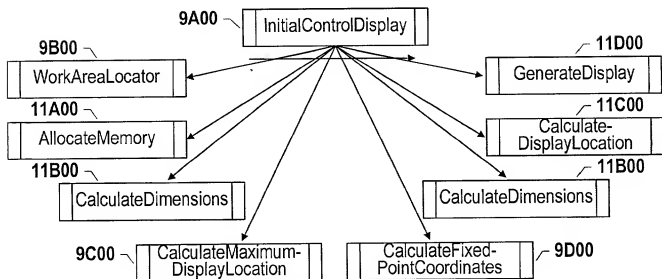 9A00
InitialControlDisplay
9B00
WorkAreaLocator
11D00
GenerateDisplay
11A00
AllocateMemory
11C00
Calculate-
DisplayLocation
11B00
CalculateDimensions
11B00
CalculateDimensions
9C00
CalculateMaximum-
DisplayLocation
CalculateFixed-
PointCoordinates
9D00